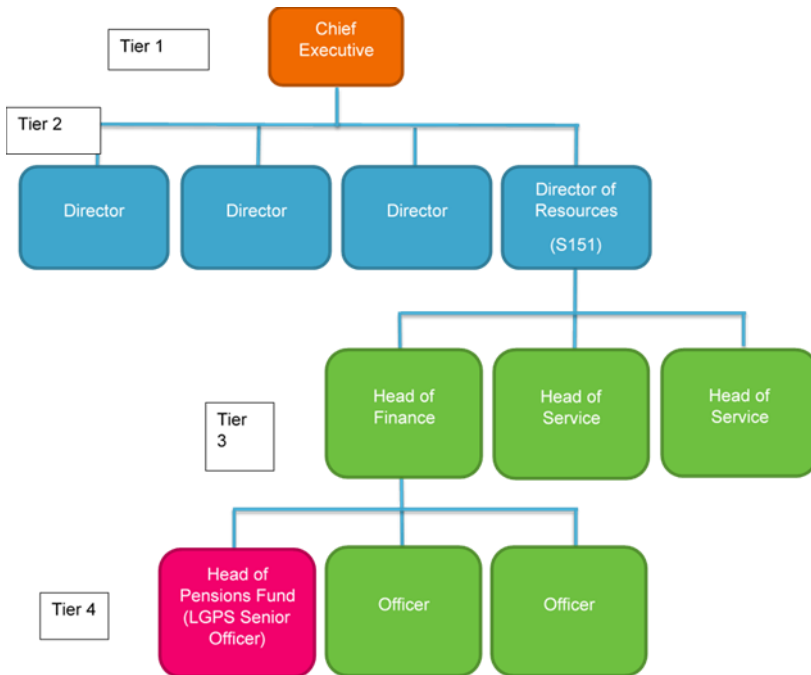 Tier 1
Chief
Executive
Tier 2
Director
Director
Director
Director of
Resources
(S151)
Tier
3
Head of
Finance
Head of
Service
Head of
Service
Tier 4
Head of
Pensions Fund
(LGPS Senior
Officer)
Officer
Officer